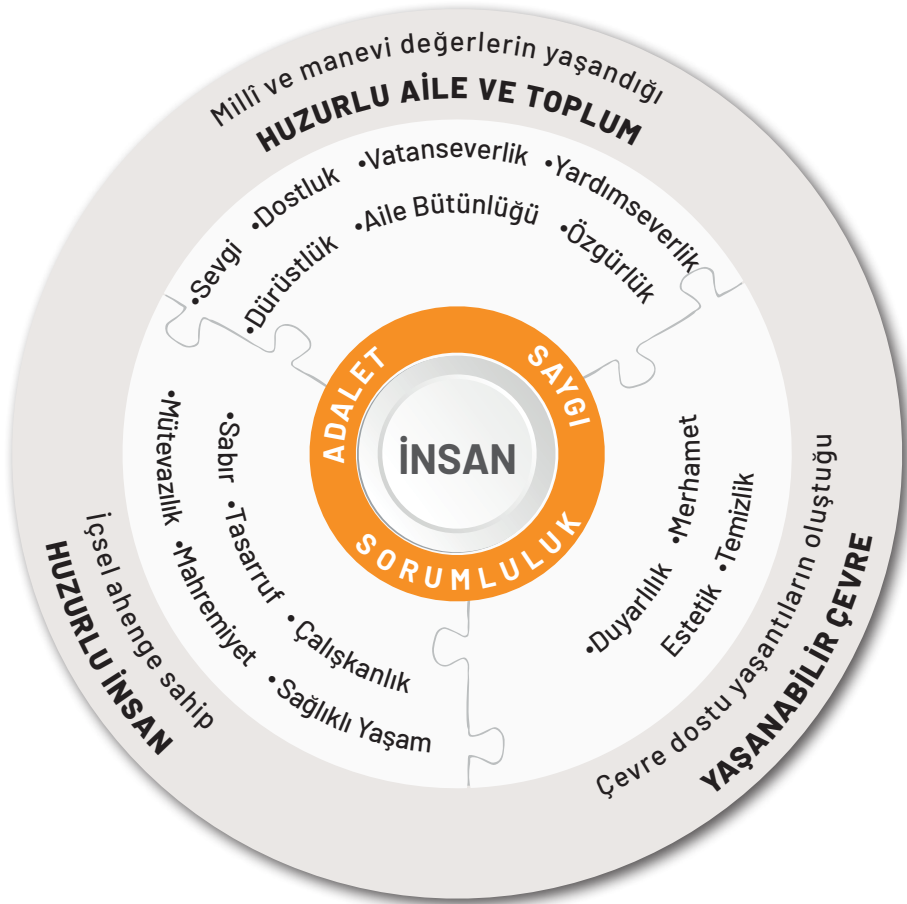 Millî ve manevi değerlerin yaşandığı
HUZURLU AİLE VE TOPLUM
•Sevgi •Dostluk •Vatanseverlik •Yardımseverlik
•Dürüstlük •Aile Bütünlüğü •Özgürlük
ADALET
SAYGI
SORUMLULUK
İNSAN
•Mütevazılık •Mahremiyet •Sağlıklı Yaşam
•Sabır •Tasarruf •Çalışkanlık
İçsel ahenge sahip
HUZURLU İNSAN
•Duyarlılık •Merhamet
Estetik •Temizlik
Çevre dostu yaşantıların oluştuğu
YAŞANABİLİR ÇEVRE